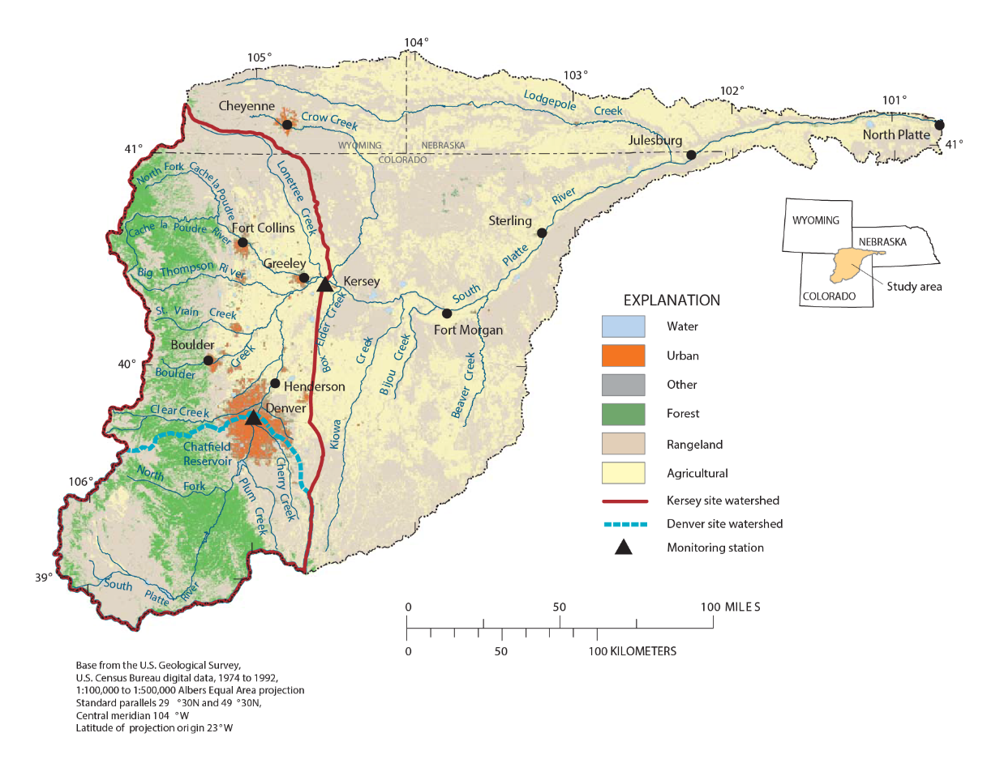 104°
105°
103°
102°
101°
Cheyenne
Crow Creek
Lodgepole Creek
North Platte
41°
WYOMING
NEBRASKA
COLORADO
Julesburg
41°
North Fork Cache la Poudre
Lonetree Creek
River
Sterling
WYOMING
NEBRASKA
COLORADO
Study area
Cache la Poudre River
Fort Collins
Platte
Greeley
Big Thompson River
Kersey
South
St. Vrain Creek
Box Elder Creek
Fort Morgan
Boulder
Creek
Bijou Creek
Beaver Creek
40°
Boulder
Creek
Henderson
Clear Creek
Denver
Kiowa
Chatfield
Reservoir
Cherry Creek
North
Fork
Plum Creek
106°
39°
South Platte River
EXPLANATION
Water
Urban
Other
Forest
Rangeland
Agricultural
Kersey site watershed
Denver site watershed
Monitoring station
0 50 100 MILES
0 50 100 KILOMETERS
Base from the U.S. Geological Survey,
U.S. Census Bureau digital data, 1974 to 1992,
1:100,000 to 1:500,000 Albers Equal Area projection
Standard parallels 29 °30N and 49 °30N,
Central meridian 104 °W
Latitude of projection origin 23°W